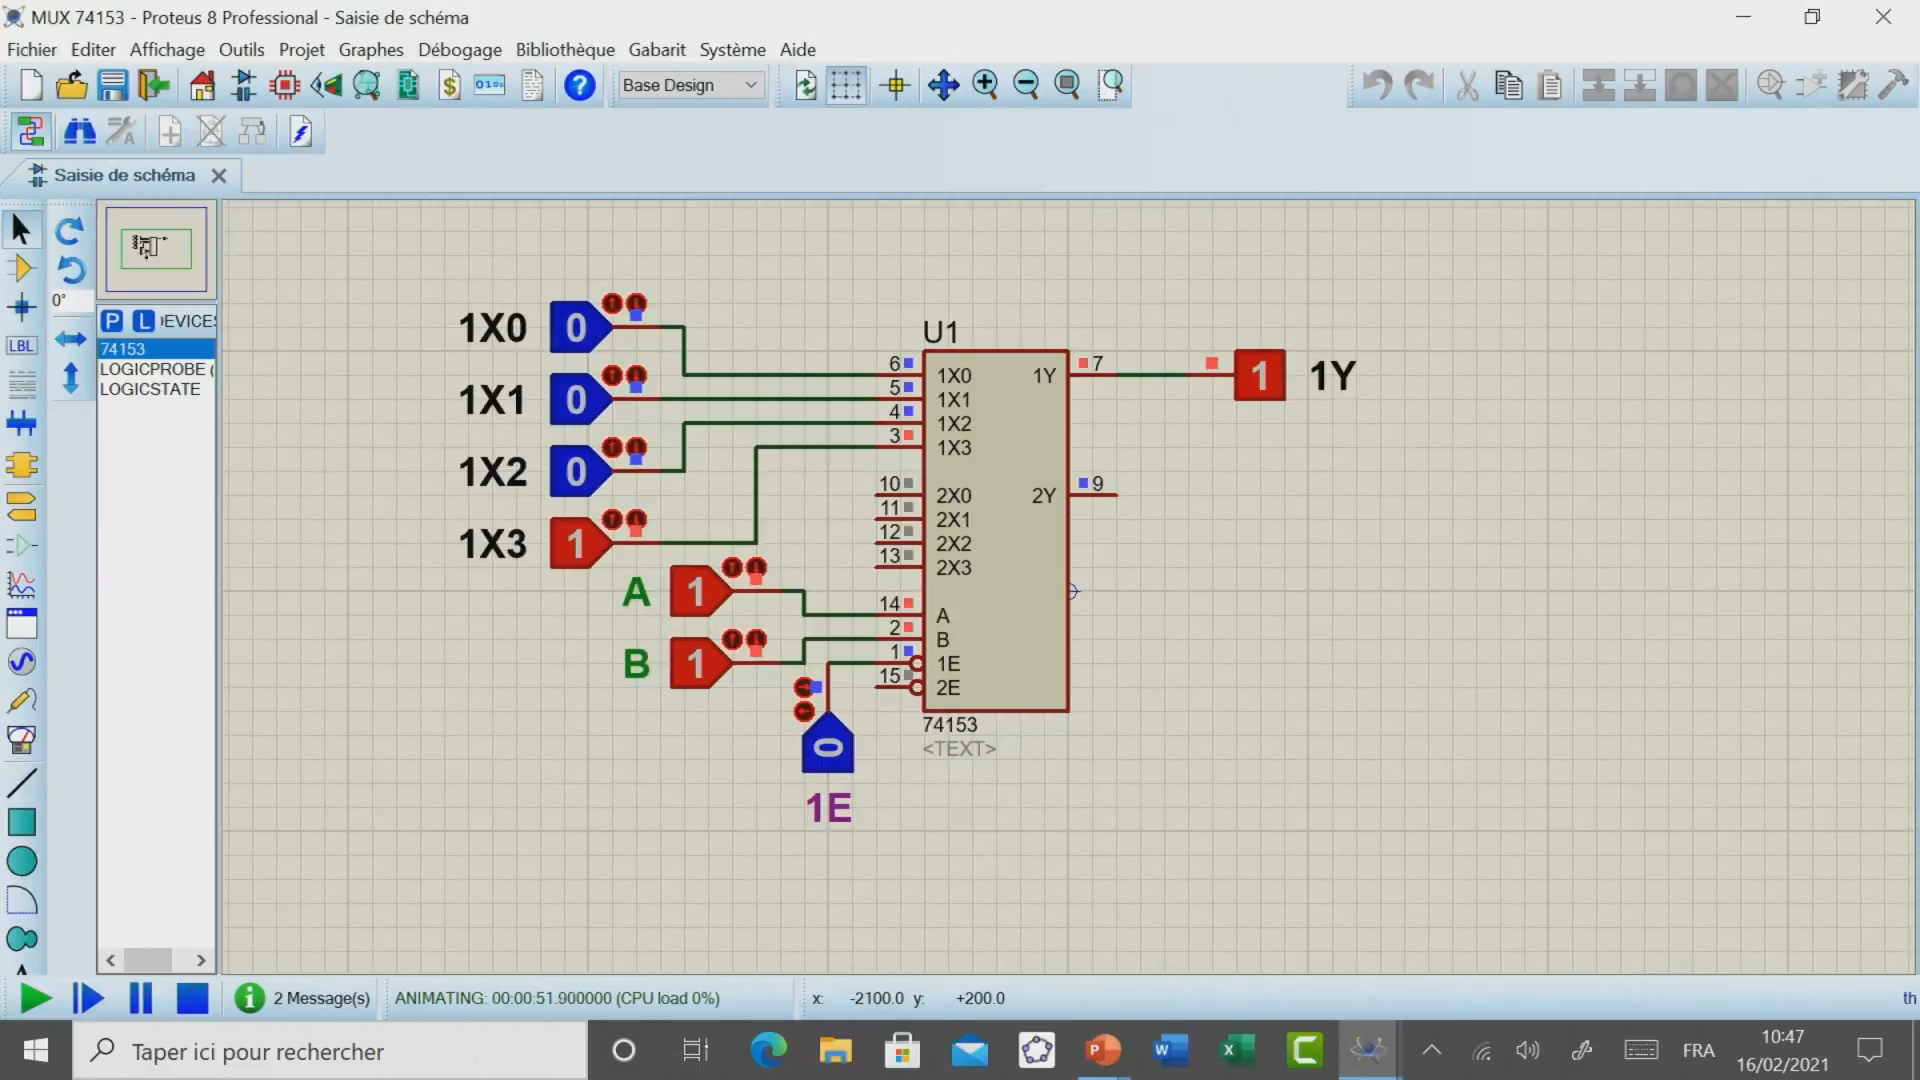 MUX 74153 - Proteus 8 Professional - Saisie de schéma
Fichier Editer Affichage Outils Projet Graphes Débogage Bibliothèque Gabarit Système Aide
Base Design
Saisie de schéma
0°
P L DEVICES
74153
LOGICPROBE (
LOGICSTATE
LBL
1X0 0
1X1 0
1X2 0
1X3 1
A 1
B 1
0
1E
U1
6 1X0 1Y 7
5 1X1
4 1X2
3 1X3
10 2X0 2Y 9
11 2X1
12 2X2
13 2X3
14 A
2 B
1 1E
15 2E
74153
<TEXT>
1 1Y
2 Message(s) ANIMATING: 00:00:51.900000 (CPU load 0%) x: -2100.0 y: +200.0 th
Taper ici pour rechercher
FRA
10:47
16/02/2021